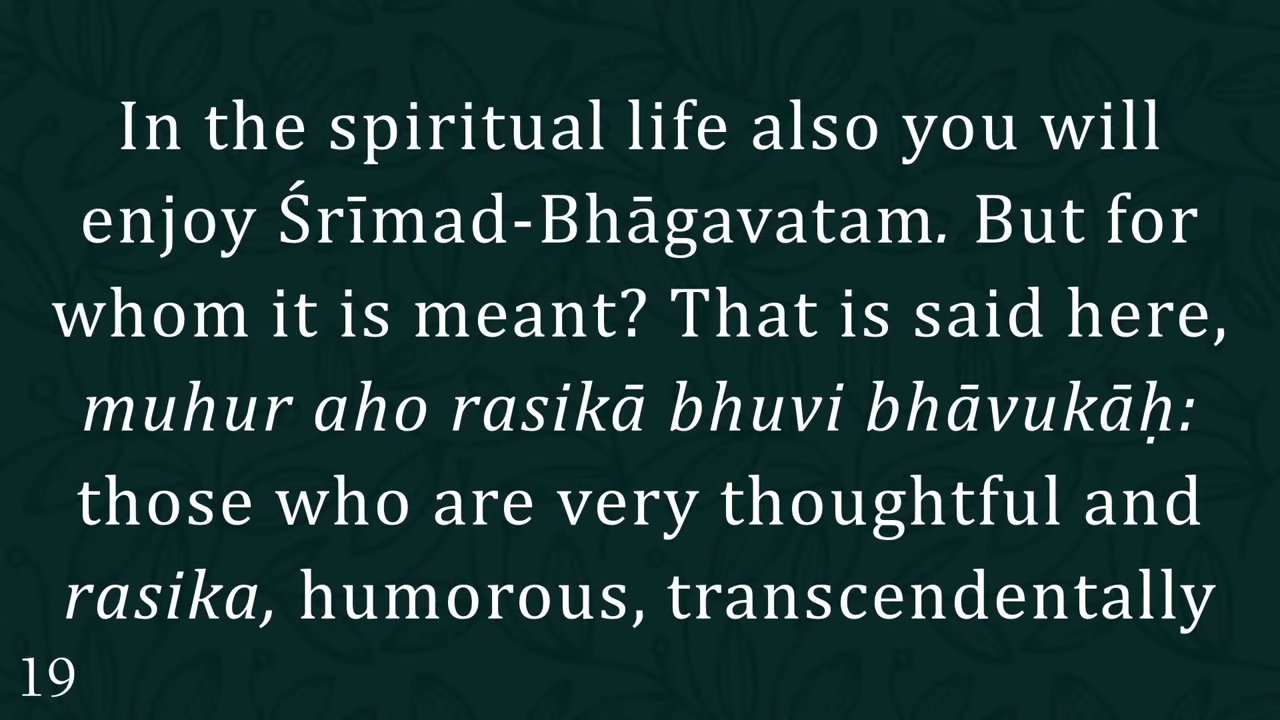 In the spiritual life also you will
enjoy Śrīmad-Bhāgavatam. But for
whom it is meant? That is said here,
muhur aho rasikā bhuvi bhāvukāḥ:
those who are very thoughtful and
rasika, humorous, transcendentally
19